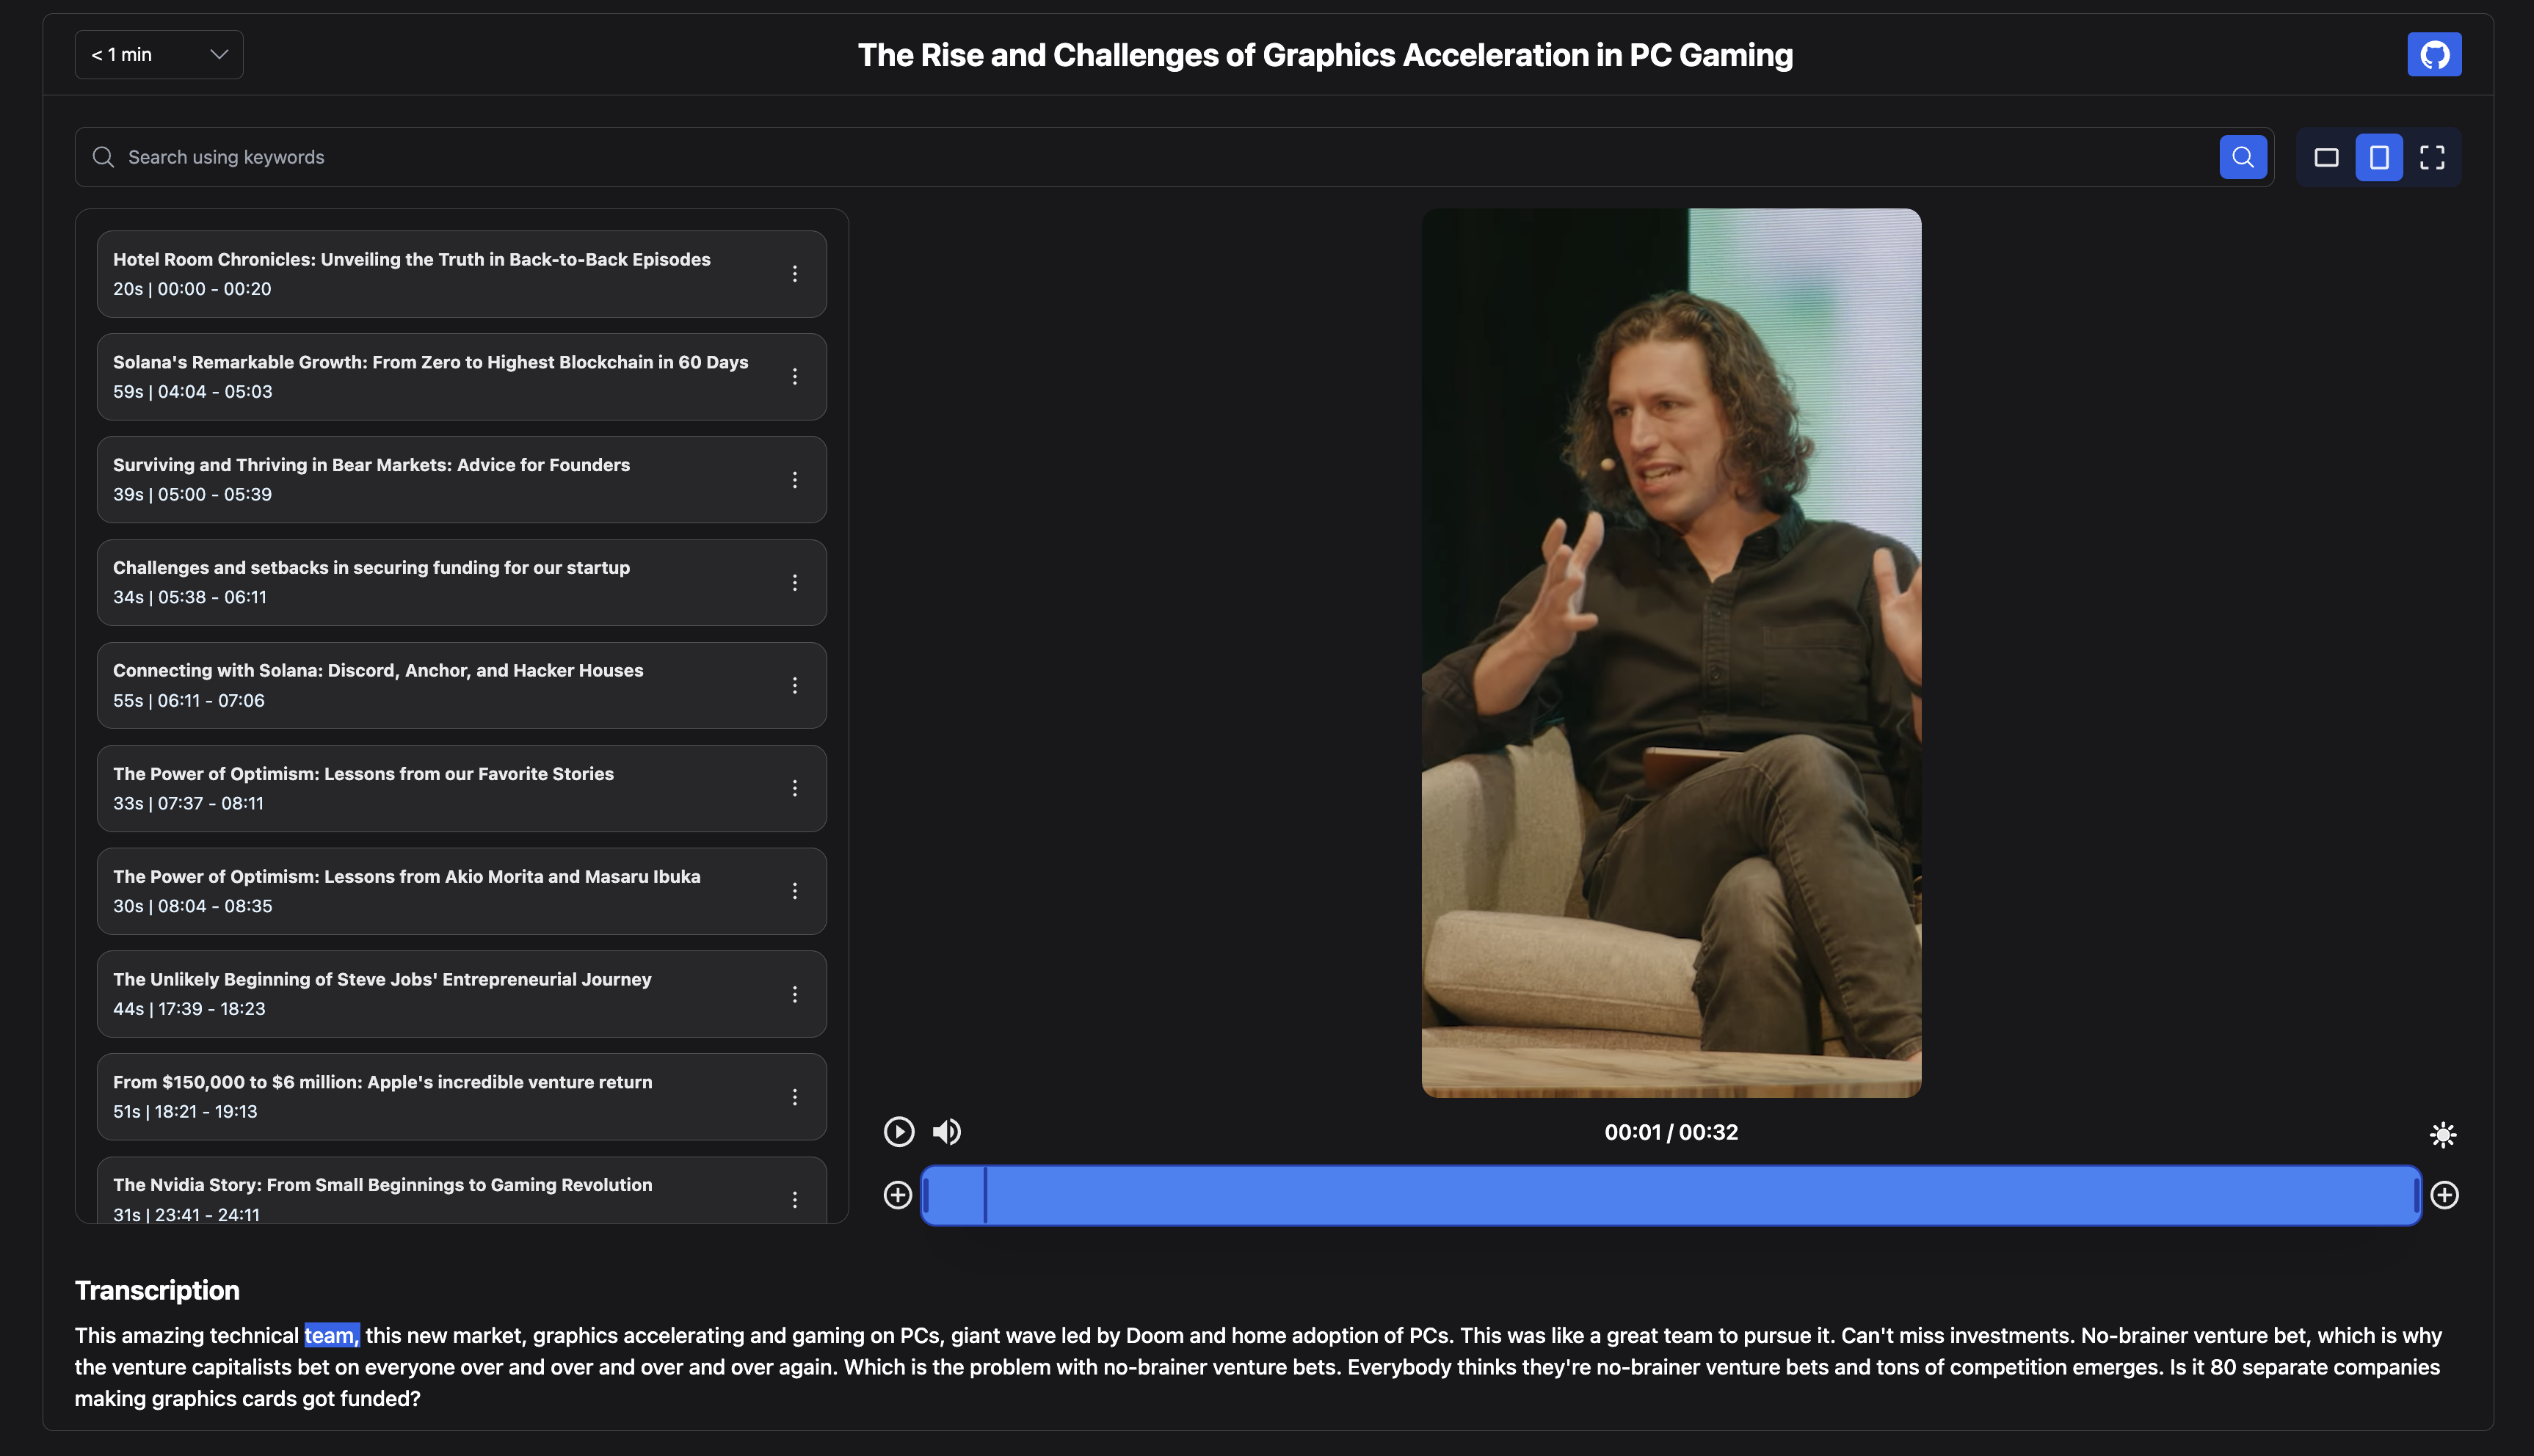 < 1 min
The Rise and Challenges of Graphics Acceleration in PC Gaming
Search using keywords
Hotel Room Chronicles: Unveiling the Truth in Back-to-Back Episodes
20s | 00:00 - 00:20
Solana's Remarkable Growth: From Zero to Highest Blockchain in 60 Days
59s | 04:04 - 05:03
Surviving and Thriving in Bear Markets: Advice for Founders
39s | 05:00 - 05:39
Challenges and setbacks in securing funding for our startup
34s | 05:38 - 06:11
Connecting with Solana: Discord, Anchor, and Hacker Houses
55s | 06:11 - 07:06
The Power of Optimism: Lessons from our Favorite Stories
33s | 07:37 - 08:11
The Power of Optimism: Lessons from Akio Morita and Masaru Ibuka
30s | 08:04 - 08:35
The Unlikely Beginning of Steve Jobs' Entrepreneurial Journey
44s | 17:39 - 18:23
From $150,000 to $6 million: Apple's incredible venture return
51s | 18:21 - 19:13
The Nvidia Story: From Small Beginnings to Gaming Revolution
31s | 23:41 - 24:11
00:01 / 00:32
Transcription
This amazing technical team, this new market, graphics accelerating and gaming on PCs, giant wave led by Doom and home adoption of PCs. This was like a great team to pursue it. Can't miss investments. No-brainer venture bet, which is why
the venture capitalists bet on everyone over and over and over and over again. Which is the problem with no-brainer venture bets. Everybody thinks they're no-brainer venture bets and tons of competition emerges. Is it 80 separate companies
making graphics cards got funded?